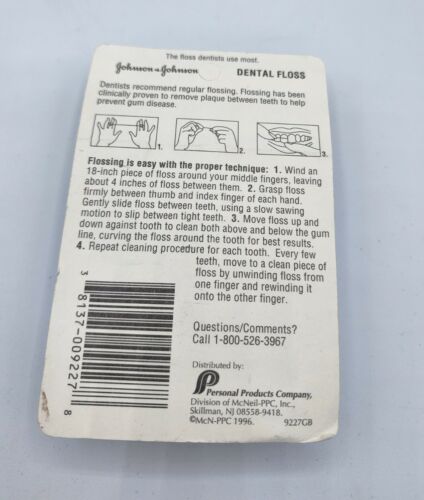 The floss dentists use most.
Johnson & Johnson DENTAL FLOSS
Dentists recommend regular flossing. Flossing has been
clinically proven to remove plaque between teeth to help
prevent gum disease.
1. 2. 3.
Flossing is easy with the proper technique: 1. Wind an
18-inch piece of floss around your middle fingers, leaving
about 4 inches of floss between them. 2. Grasp floss
firmly between thumb and index finger of each hand.
Gently slide floss between teeth, using a slow sawing
motion to slip between tight teeth. 3. Move floss up and
down against tooth to clean both above and below the gum
line, curving the floss around the tooth for best results.
4. Repeat cleaning procedure for each tooth. Every few
teeth, move to a clean piece of
floss by unwinding floss from
one finger and rewinding it
onto the other finger.
3 8137-009227 8
Questions/Comments?
Call 1-800-526-3967
Distributed by:
Personal Products Company,
Division of McNeil-PPC, Inc.,
Skillman, NJ 08558-9418.
©McN-PPC 1996. 9227GB